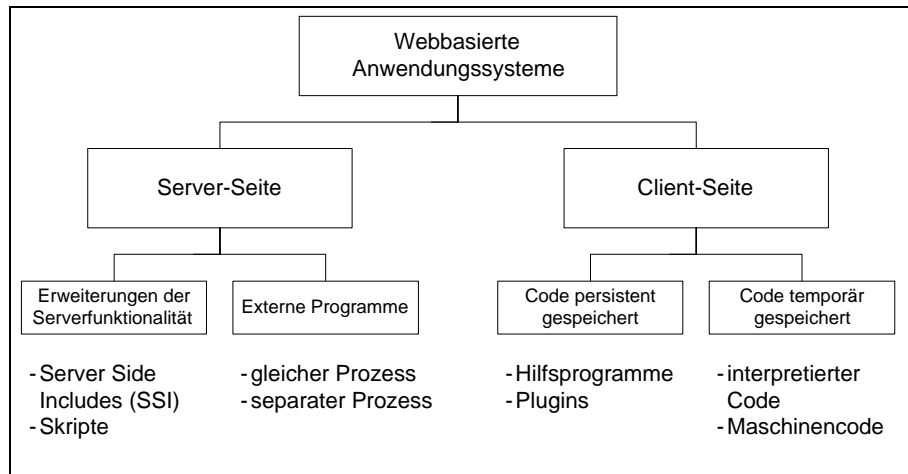 Webbasierte
Anwendungssysteme
Server-Seite
Client-Seite
Erweiterungen der
Serverfunktionalität
Externe Programme
Code persistent
gespeichert
Code temporär
gespeichert
- Server Side
Includes (SSI)
- Skripte
- gleicher Prozess
- separater Prozess
- Hilfsprogramme
- Plugins
- interpretierter
Code
- Maschinencode